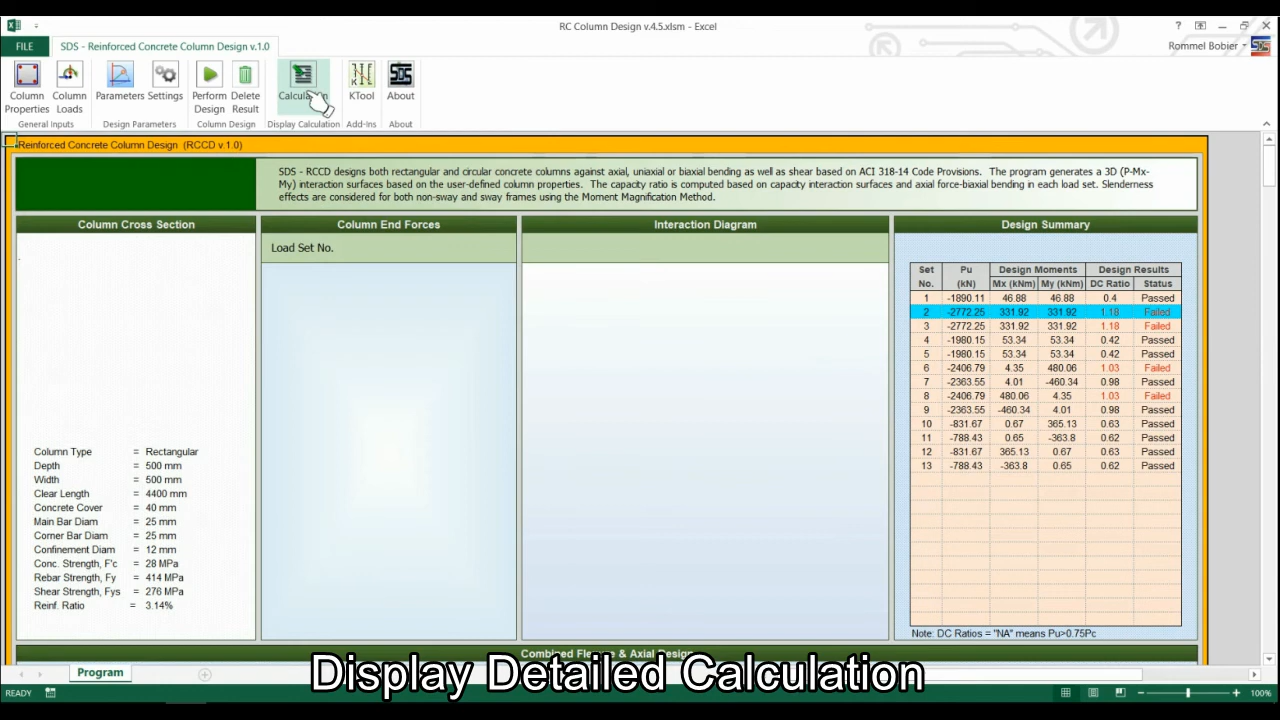 RC Column Design v.4.5.xlsm - Excel
FILE
SDS - Reinforced Concrete Column Design v.1.0
Rommel Bobier
Column Properties
Column Loads
Parameters
Settings
Perform Design
Delete Result
KTool
SDS
About
General Inputs
Design Parameters
Column Design
Display Calculation
Add-Ins
About
Reinforced Concrete Column Design (RCCD v.1.0)
SDS - RCCD designs both rectangular and circular concrete columns against axial, uniaxial or biaxial bending as well as shear based on ACI 318-14 Code Provisions. The program generates a 3D (P-Mx-
My) interaction surfaces based on the user-defined column properties. The capacity ratio is computed based on capacity interaction surfaces and axial force-biaxial bending in each load set. Slenderness
effects are considered for both non-sway and sway frames using the Moment Magnification Method.
Column Cross Section
Column Type = Rectangular
Depth = 500 mm
Width = 500 mm
Clear Length = 4400 mm
Concrete Cover = 40 mm
Main Bar Diam = 25 mm
Corner Bar Diam = 25 mm
Confinement Diam = 12 mm
Conc. Strength, F'c = 28 MPa
Rebar Strength, Fy = 414 MPa
Shear Strength, Fys = 276 MPa
Reinf. Ratio = 3.14%
Column End Forces
Load Set No.
Interaction Diagram
Design Summary
Set Pu Design Moments Design Results
No. (kN) Mx (kNm) My (kNm) DC Ratio Status
1 -1890.11 46.88 46.88 0.4 Passed
2 -2772.25 331.92 331.92 1.18 Failed
3 -2772.25 331.92 331.92 1.18 Failed
4 -1980.15 53.34 53.34 0.42 Passed
5 -1980.15 53.34 53.34 0.42 Passed
6 -2406.79 4.35 480.06 1.03 Failed
7 -2363.55 4.01 -460.34 0.98 Passed
8 -2406.79 480.06 4.35 1.03 Failed
9 -2363.55 -460.34 4.01 0.98 Passed
10 -831.67 0.67 365.13 0.63 Passed
11 -788.43 0.65 -363.8 0.62 Passed
12 -831.67 365.13 0.67 0.63 Passed
13 -788.43 -363.8 0.65 0.62 Passed
Note: DC Ratios = "NA" means Pu>0.75Pc
Display Detailed Calculation
Program
READY
100%